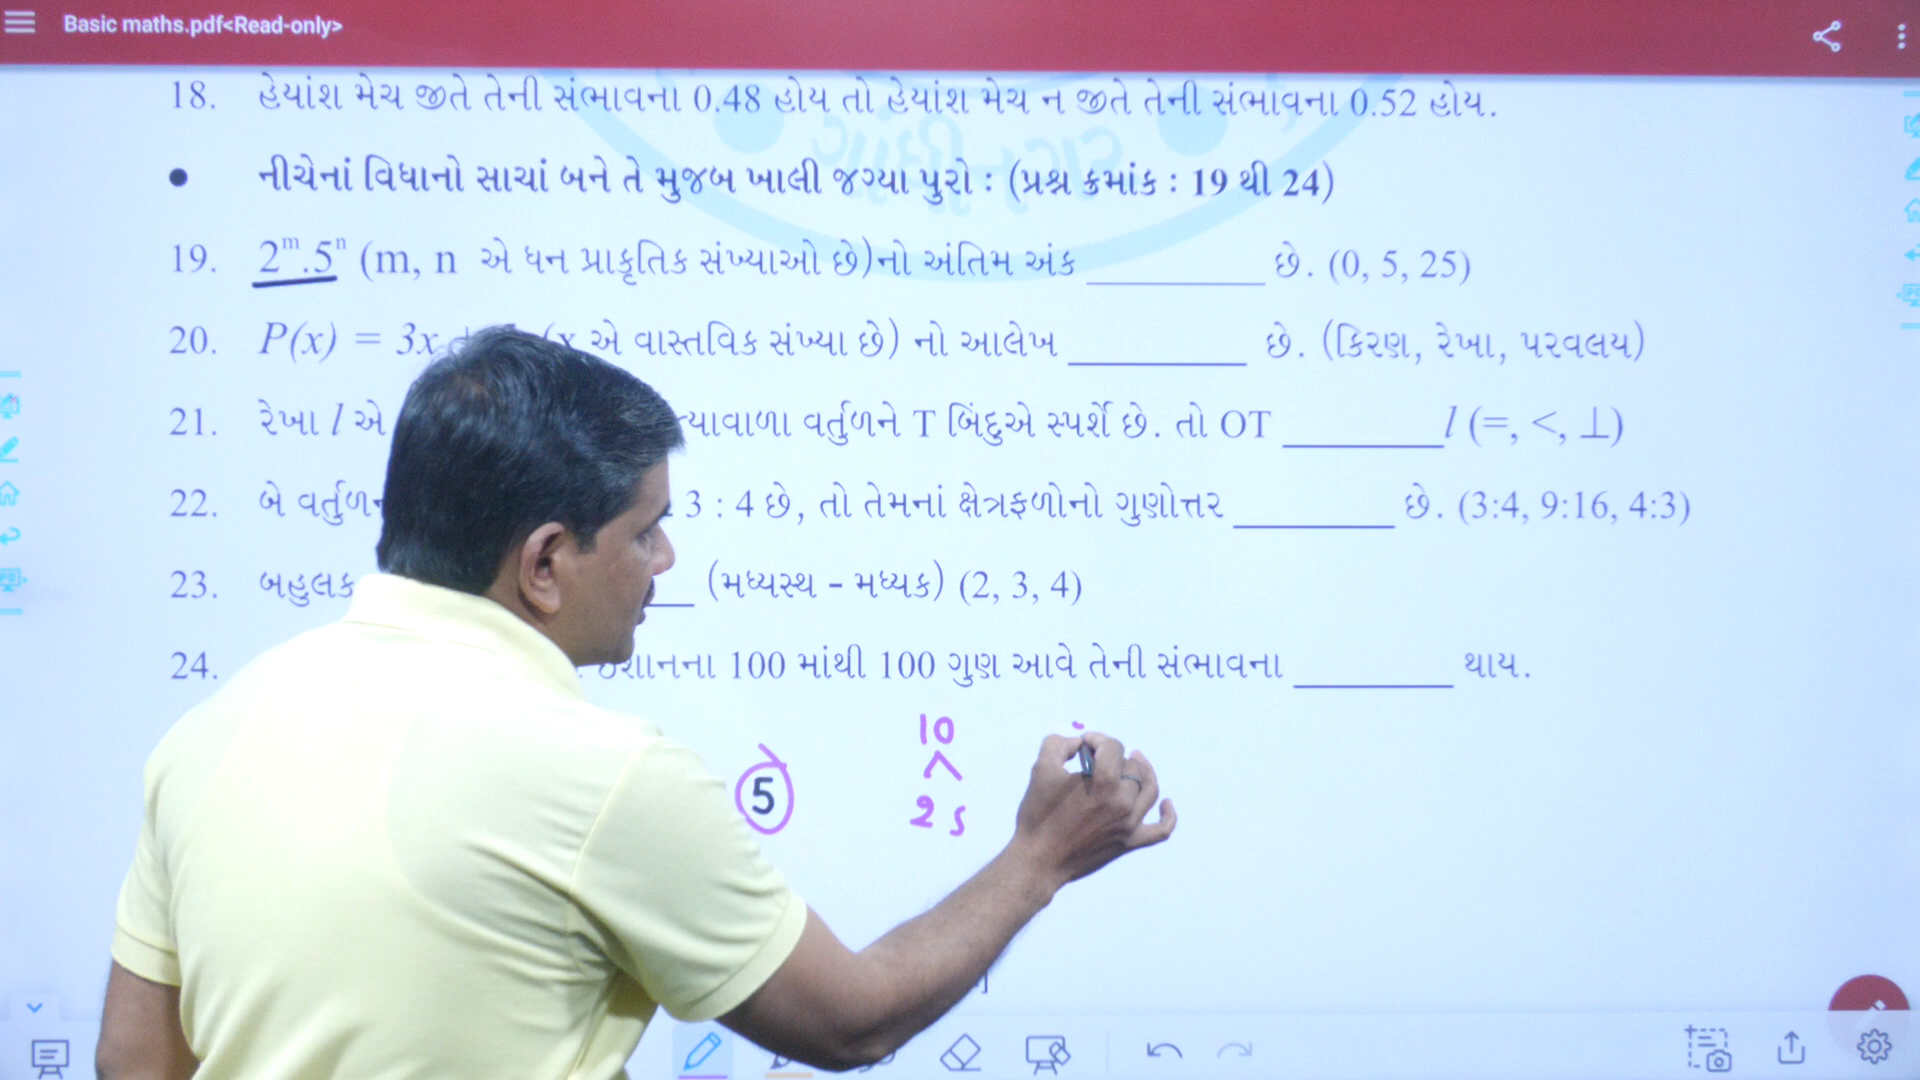 Basic maths.pdf<Read-only>
18. હેયાંશ મેચ જીતે તેની સંભાવના 0.48 હોય તો હેયાંશ મેચ ન જીતે તેની સંભાવના 0.52 હોય.
• નીચેનાં વિધાનો સાચાં બને તે મુજબ ખાલી જગ્યા પુરો : (પ્રશ્ન ક્રમાંક : 19 થી 24)
19. 2^m.5^n (m, n એ ધન પ્રાકૃતિક સંખ્યાઓ છે)નો અંતિમ અંક ________ છે. (0, 5, 25)
20. P(x) = 3x એ વાસ્તવિક સંખ્યા છે) નો આલેખ ________ છે. (કિરણ, રેખા, પરવલય)
21. રેખા l એ વર્તુળને T બિંદુએ સ્પર્શે છે. તો OT ________ l (=, <, ⊥)
22. બે 3 : 4 છે, તો તેમનાં ક્ષેત્રફળોનો ગુણોત્તર ________ છે. (3:4, 9:16, 4:3)
23. બહુલક ____ (મધ્યસ્થ – મધ્યક) (2, 3, 4)
24. 100 માંથી 100 ગુણ આવે તેની સંભાવના ________ થાય.
10
5
2 5